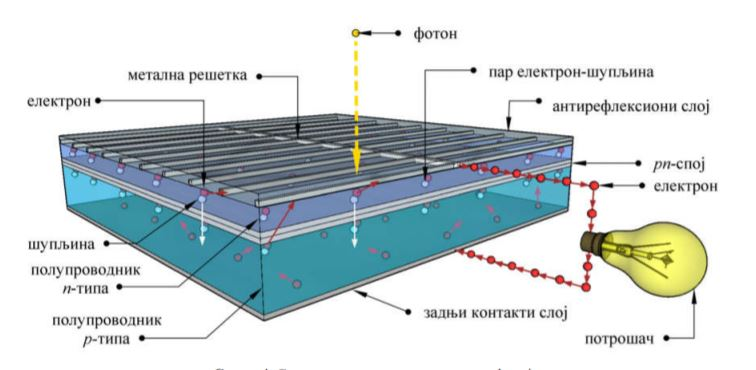 фотон
метална решетка
пар електрон-шупљина
електрон
антирефлексиони слој
pn-спој
електрон
шупљина
полупроводник
n-типа
задњи контакти слој
полупроводник
p-типа
потрошач